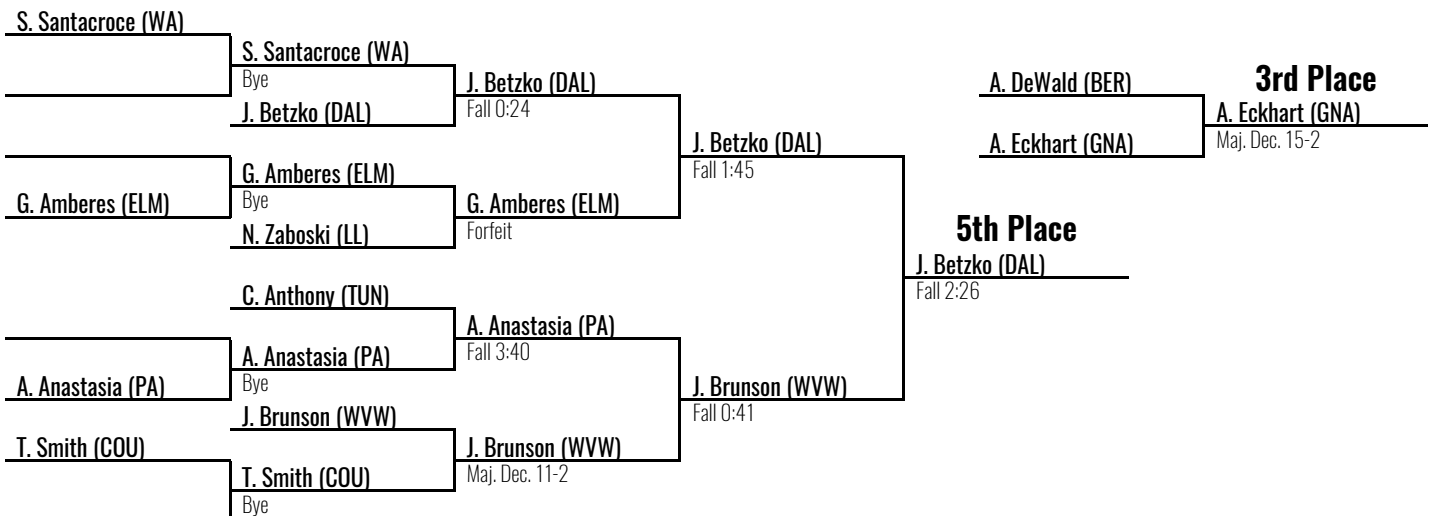 S. Santacroce (WA)
S. Santacroce (WA)
Bye
J. Betzko (DAL)
J. Betzko (DAL)
Fall 0:24
G. Amberes (ELM)
G. Amberes (ELM)
Bye
N. Zaboski (LL)
G. Amberes (ELM)
Forfeit
J. Betzko (DAL)
Fall 1:45
C. Anthony (TUN)
A. Anastasia (PA)
A. Anastasia (PA)
Bye
A. Anastasia (PA)
Fall 3:40
J. Brunson (WVW)
T. Smith (COU)
T. Smith (COU)
Bye
J. Brunson (WVW)
Maj. Dec. 11-2
J. Brunson (WVW)
Fall 0:41
5th Place
J. Betzko (DAL)
Fall 2:26
A. DeWald (BER)
A. Eckhart (GNA)
3rd Place
A. Eckhart (GNA)
Maj. Dec. 15-2